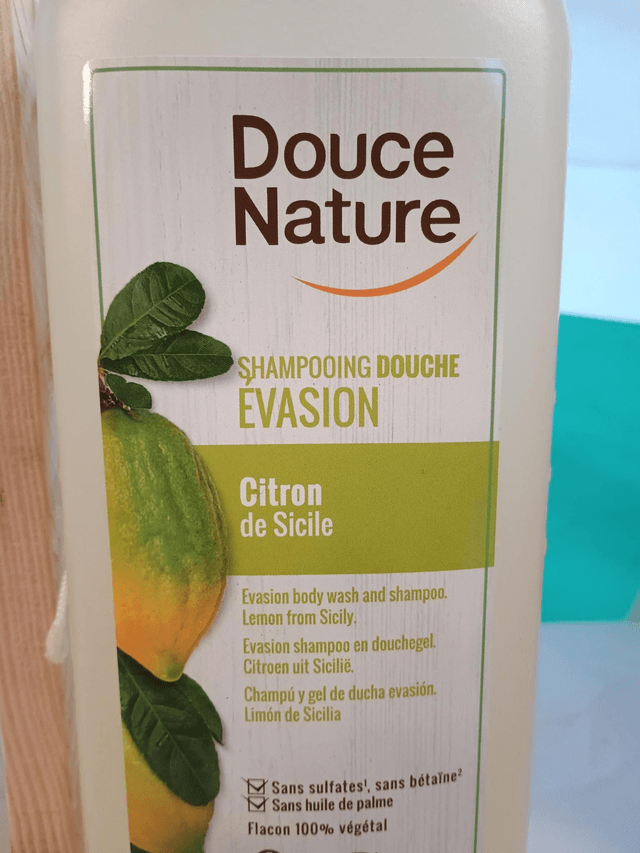 Douce
Nature
SHAMPOOING DOUCHE
ÉVASION
Citron
de Sicile
Evasion body wash and shampoo.
Lemon from Sicily.
Evasion shampoo en douchegel.
Citroen uit Sicilië.
Champú y gel de ducha evasión.
Limón de Sicilia
Sans sulfates¹, sans bétaïne²
Sans huile de palme
Flacon 100% végétal